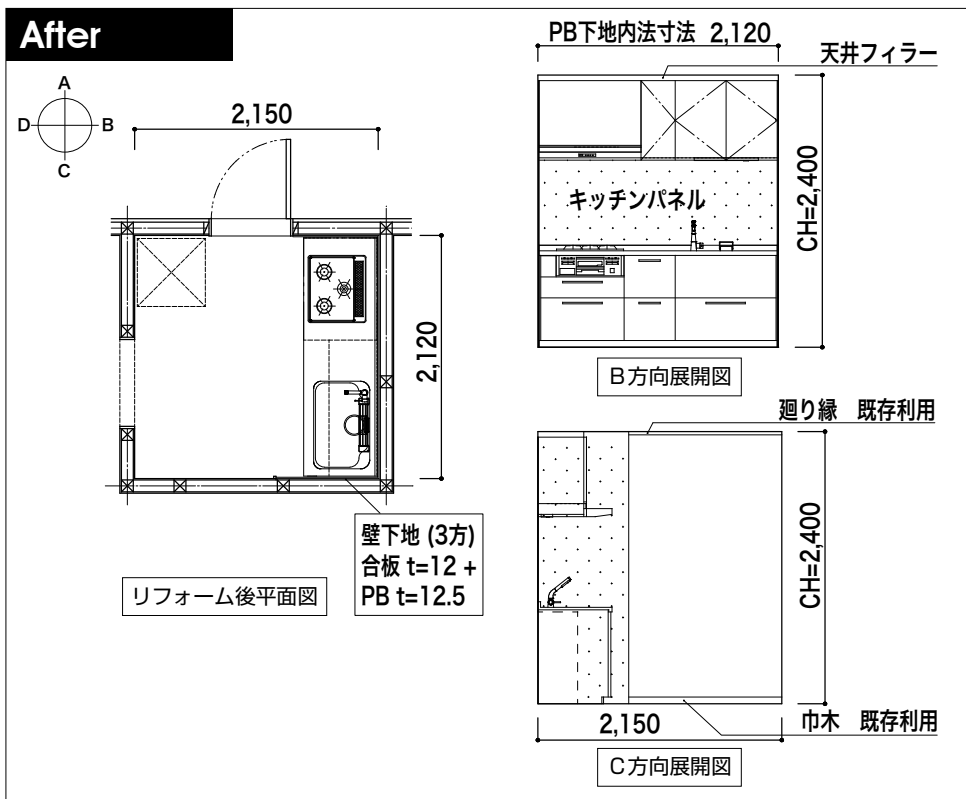 After
A
D
B
C
2,150
2,120
壁下地 (3方)
合板 t=12 +
PB t=12.5
リフォーム後平面図
PB下地内法寸法 2,120
天井フィラー
キッチンパネル
CH=2,400
B方向展開図
廻り縁 既存利用
CH=2,400
2,150
巾木 既存利用
C方向展開図